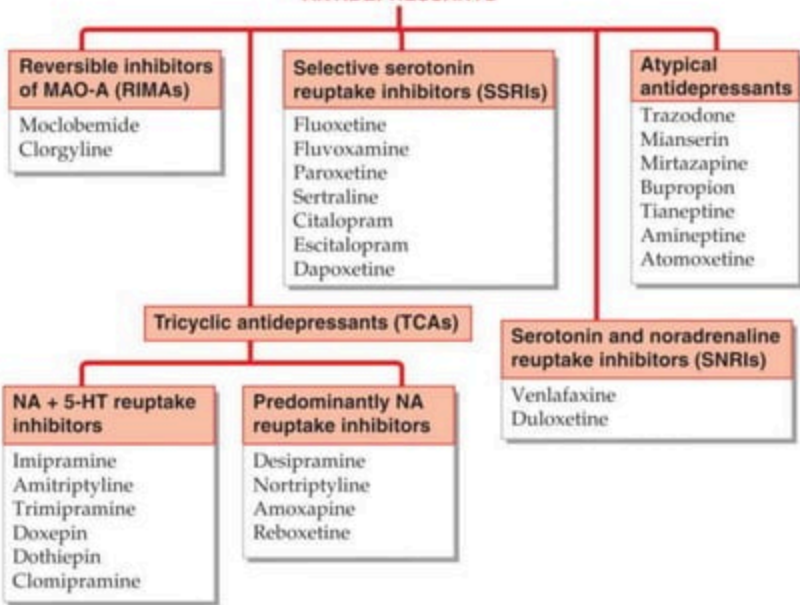 Reversible inhibitors
of MAO-A (RIMAs)
Moclobemide
Clorgyline
Selective serotonin
reuptake inhibitors (SSRIs)
Fluoxetine
Fluvoxamine
Paroxetine
Sertraline
Citalopram
Escitalopram
Dapoxetine
Atypical
antidepressants
Trazodone
Mianserin
Mirtazapine
Bupropion
Tianeptine
Amineptine
Atomoxetine
Tricyclic antidepressants (TCAs)
NA + 5-HT reuptake
inhibitors
Imipramine
Amitriptyline
Trimipramine
Doxepin
Dothiepin
Clomipramine
Predominantly NA
reuptake inhibitors
Desipramine
Nortriptyline
Amoxapine
Reboxetine
Serotonin and noradrenaline
reuptake inhibitors (SNRIs)
Venlafaxine
Duloxetine